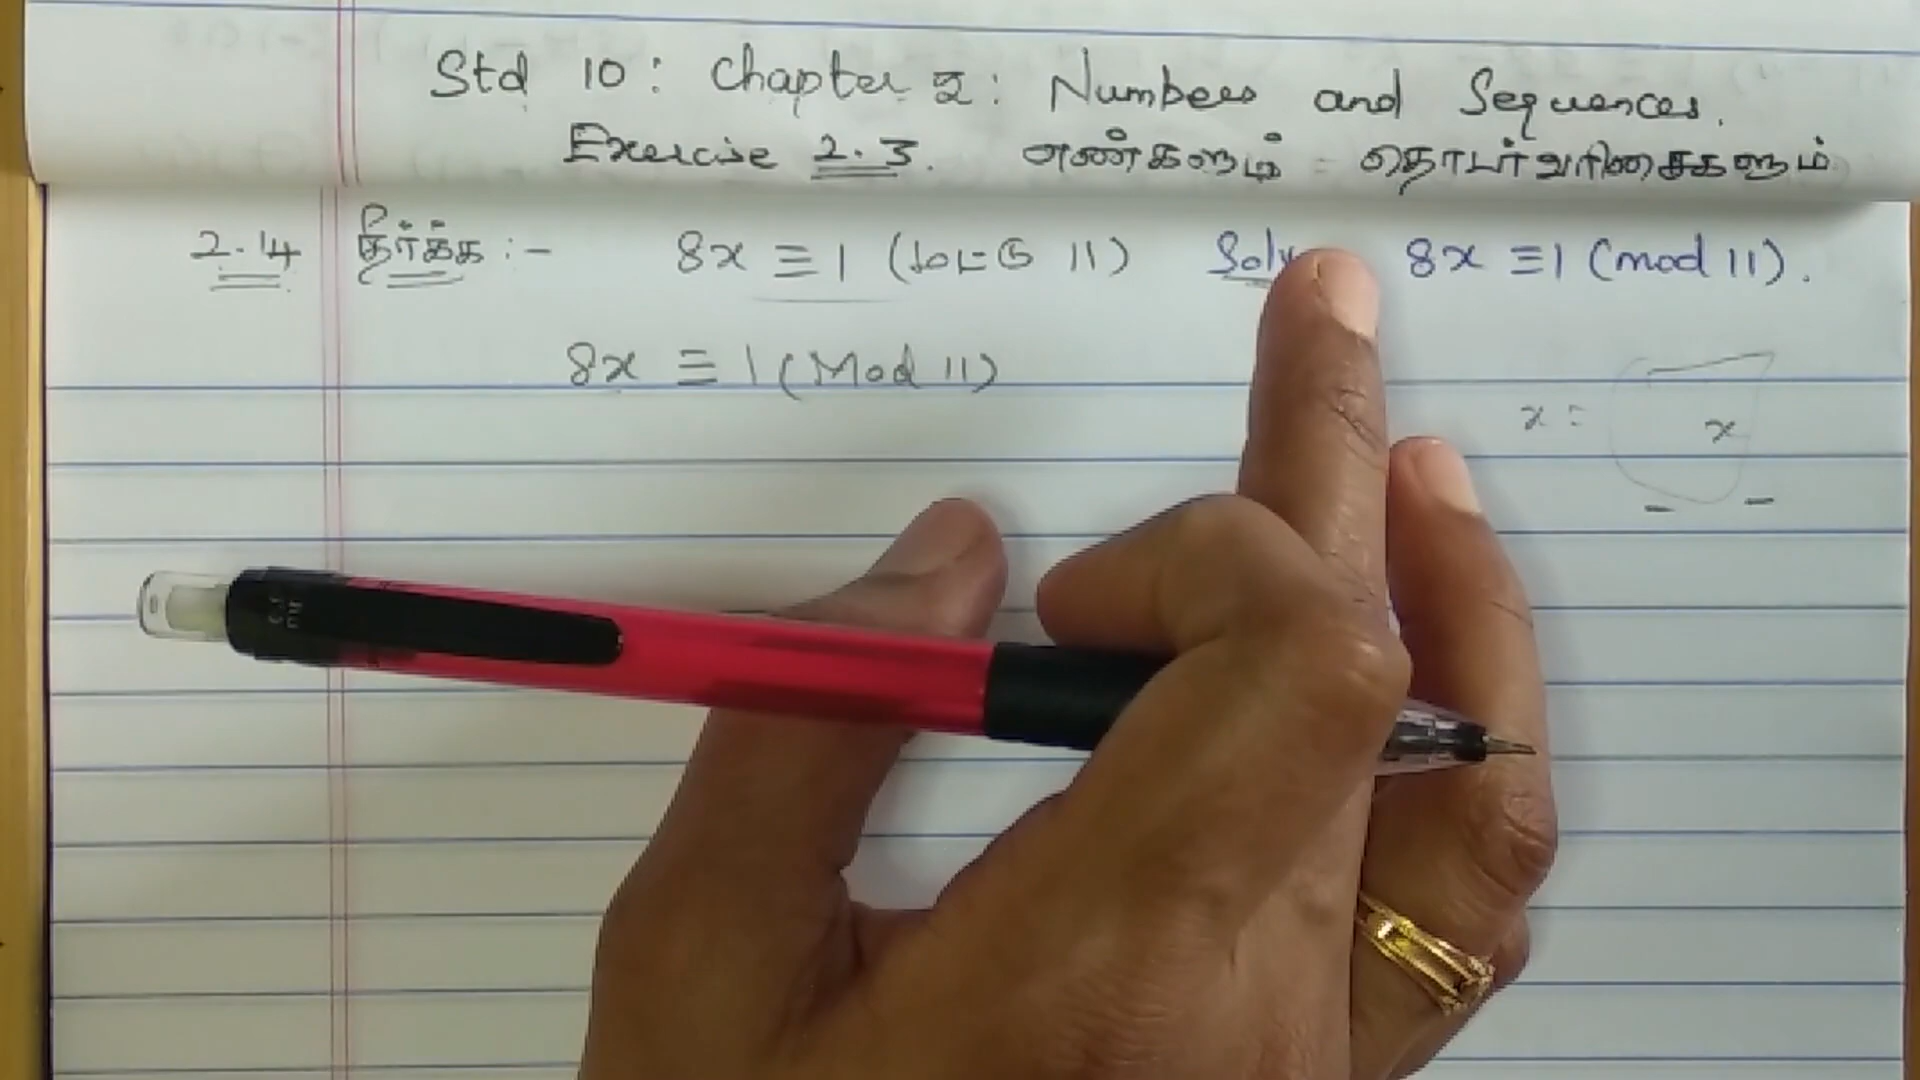 Std 10: Chapter 2: Numbers and Sequences.
Exercise 2.3. எண்களும் தொடர்வரிசைகளும்
2.14 தீர்க்க :- 8x ≡ 1 (மட்டு 11) Solve 8x ≡ 1 (mod 11).
8x ≡ 1 (Mod 11)
x = x